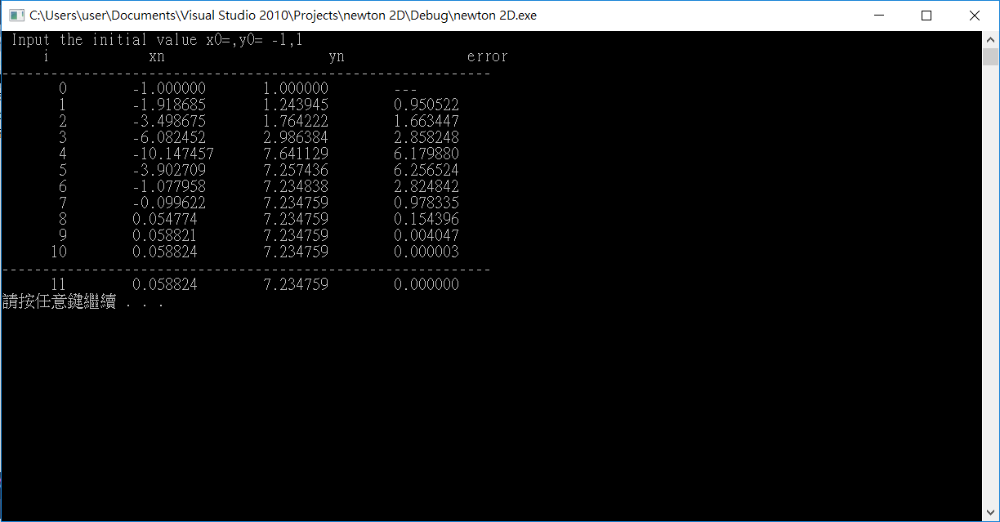 C:\Users\user\Documents\Visual Studio 2010\Projects\newton 2D\Debug\newton 2D.exe
Input the initial value x0=,y0= -1,1
i xn yn error
------------------------------------------------------------
0 -1.000000 1.000000 ---
1 -1.918685 1.243945 0.950522
2 -3.498675 1.764222 1.663447
3 -6.082452 2.986384 2.858248
4 -10.147457 7.641129 6.179880
5 -3.902709 7.257436 6.256524
6 -1.077958 7.234838 2.824842
7 -0.099622 7.234759 0.978335
8 0.054774 7.234759 0.154396
9 0.058821 7.234759 0.004047
10 0.058824 7.234759 0.000003
------------------------------------------------------------
11 0.058824 7.234759 0.000000
請按任意鍵繼續 . . .